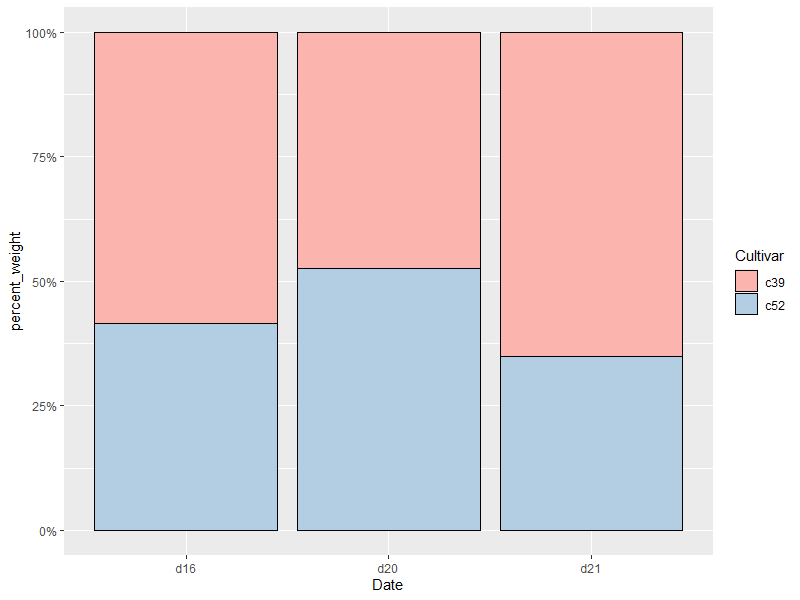 100%
75%
50%
25%
0%
percent_weight
d16
d20
d21
Date
Cultivar
c39
c52